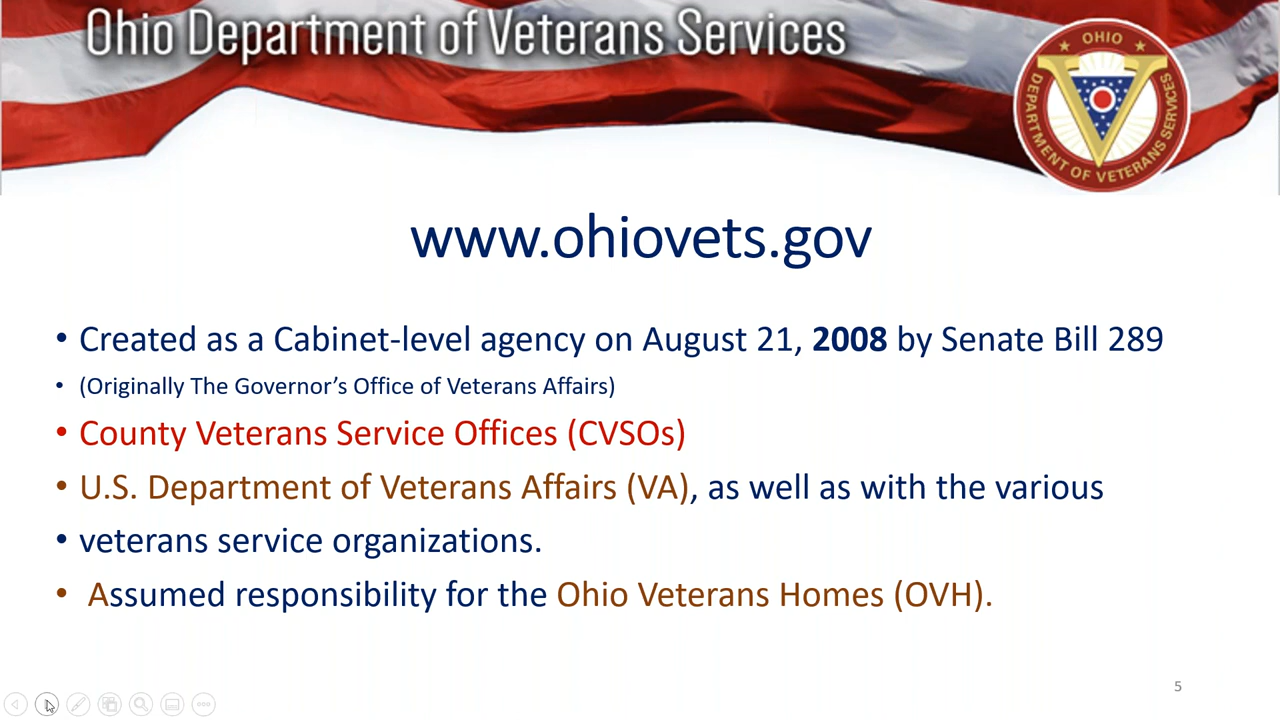 Ohio Department of Veterans Services
OHIO
DEPARTMENT OF VETERANS SERVICES
www.ohiovets.gov
• Created as a Cabinet-level agency on August 21, 2008 by Senate Bill 289
• (Originally The Governor’s Office of Veterans Affairs)
• County Veterans Service Offices (CVSOs)
• U.S. Department of Veterans Affairs (VA), as well as with the various
• veterans service organizations.
• Assumed responsibility for the Ohio Veterans Homes (OVH).
5